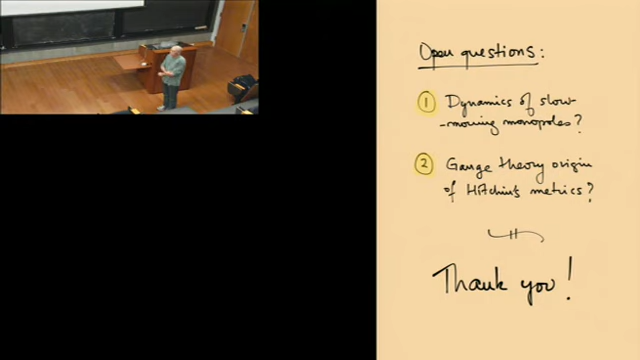 Open questions:
1 Dynamics of slow-
-moving monopoles?
2 Gauge theory origin
of Hitchin's metrics?
Thank you!